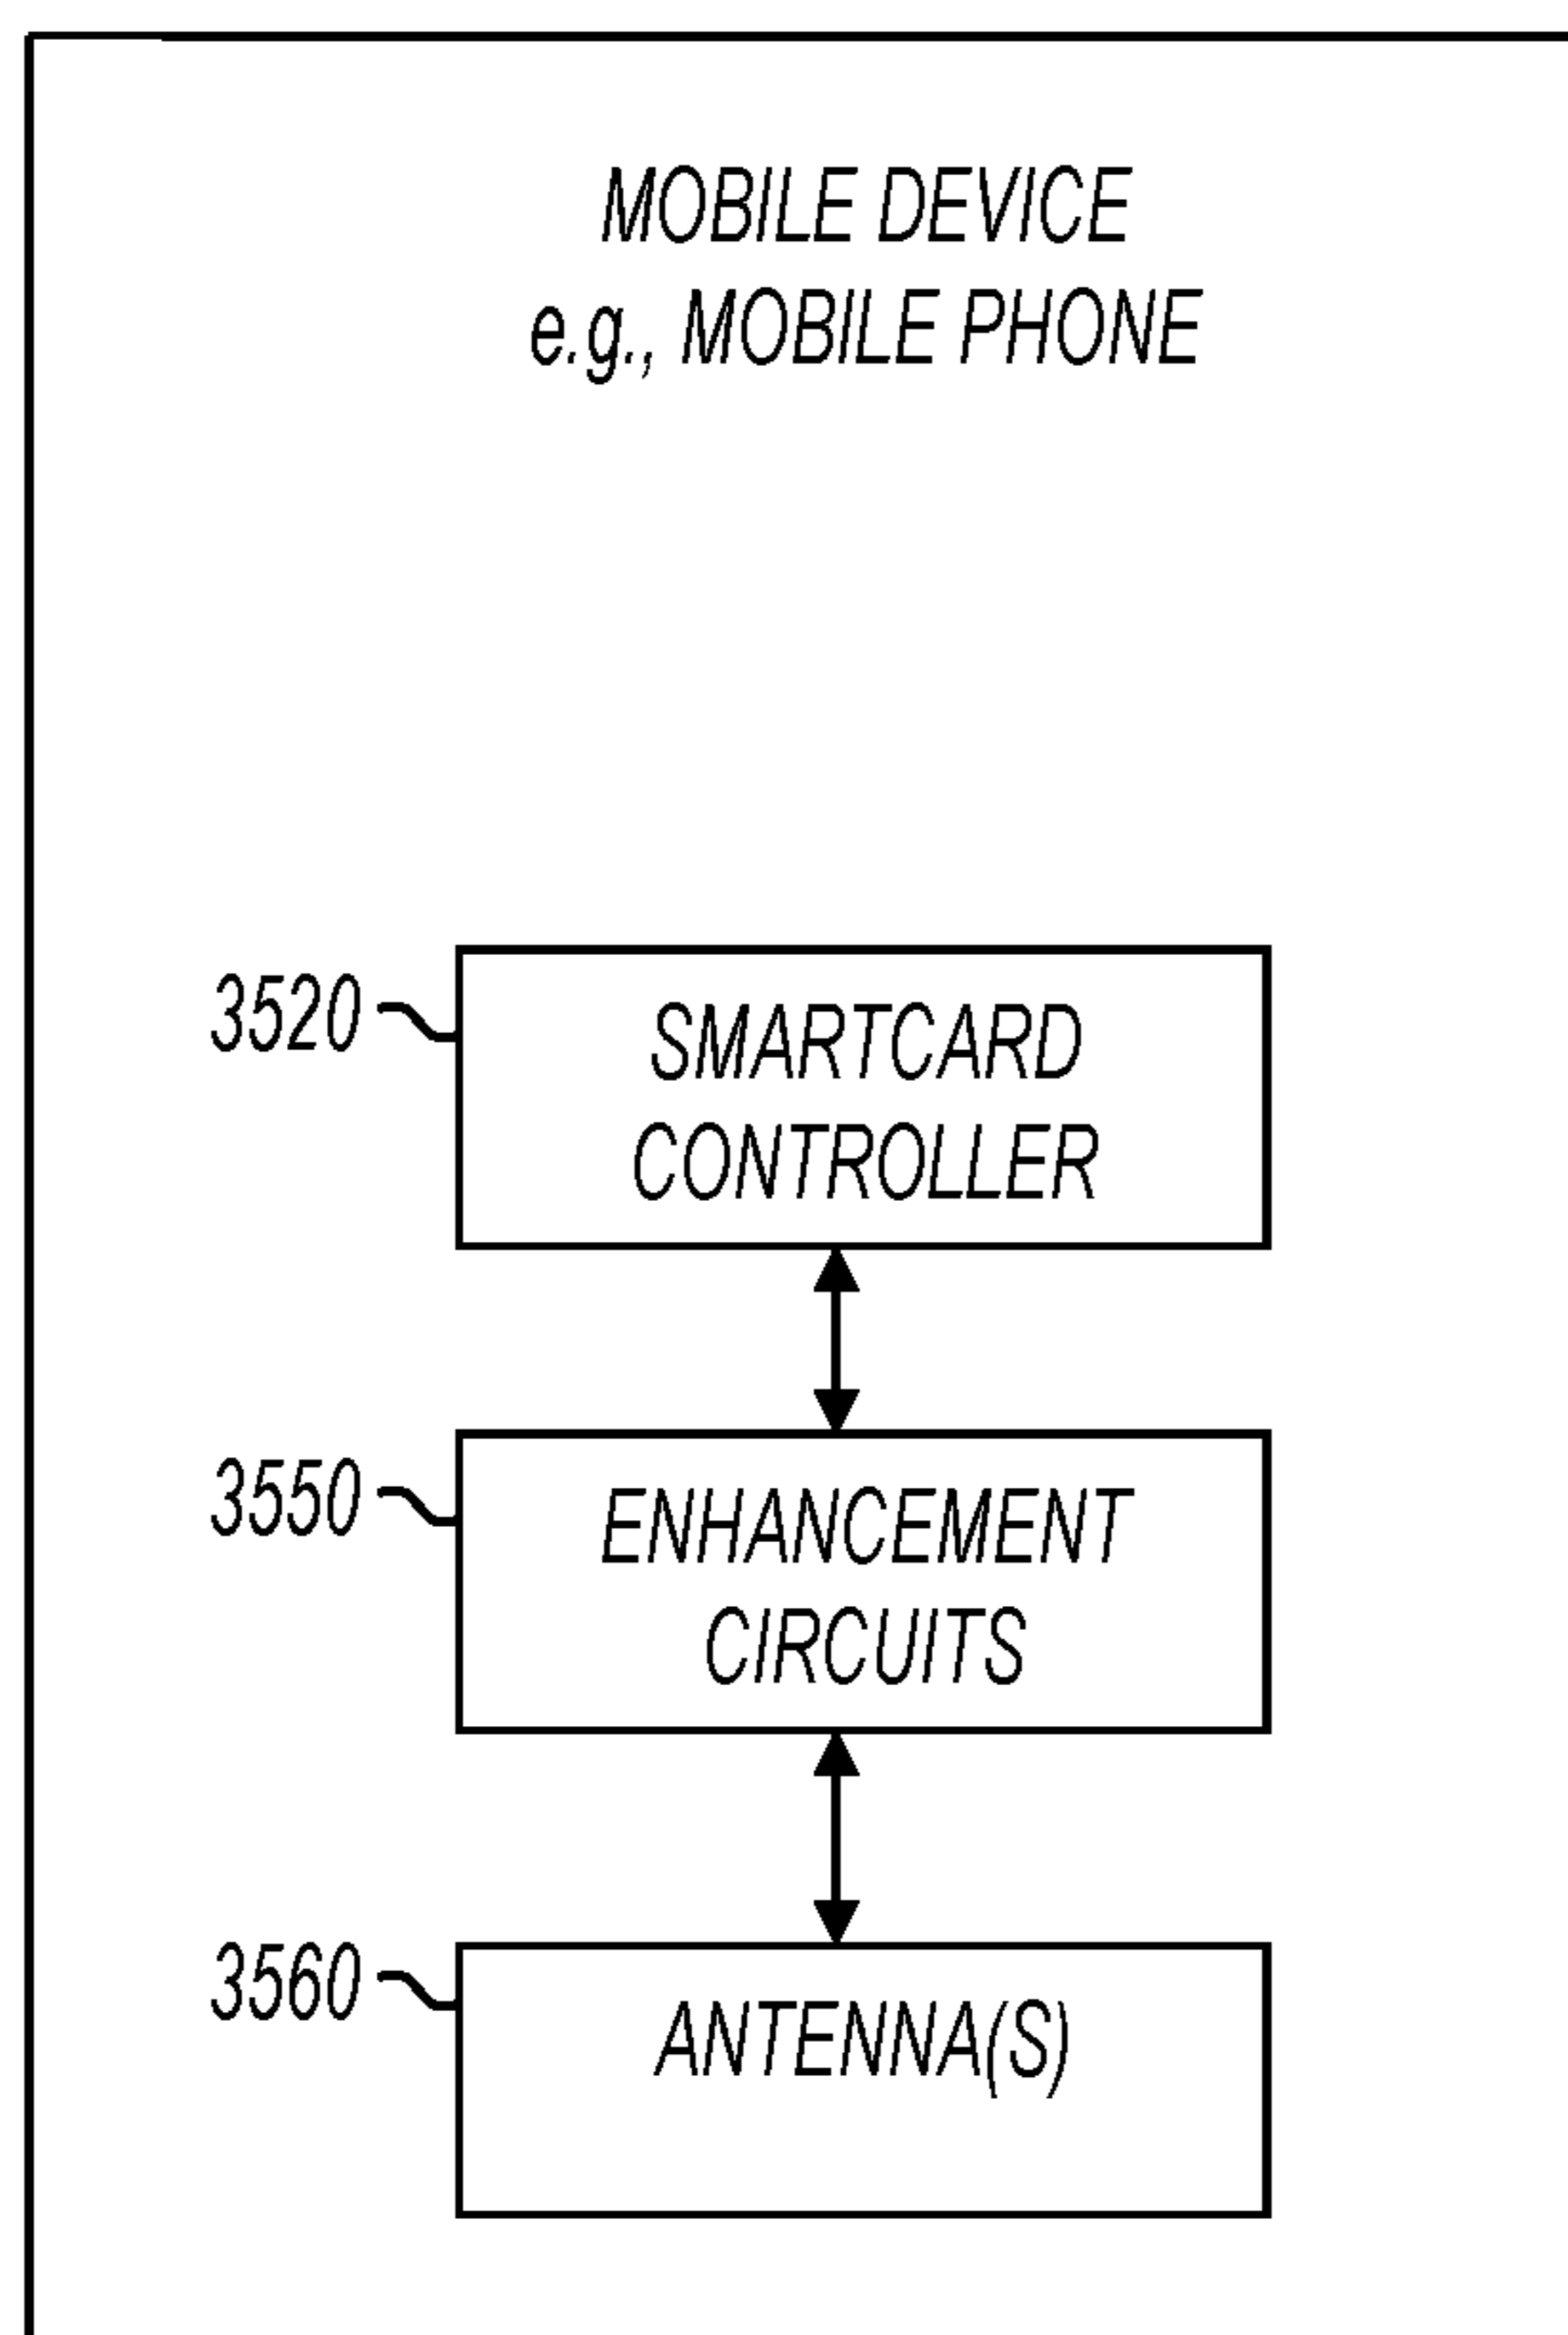 MOBILE DEVICE
e.g., MOBILE PHONE
3520
SMARTCARD
CONTROLLER
3550
ENHANCEMENT
CIRCUITS
3560
ANTENNA(S)